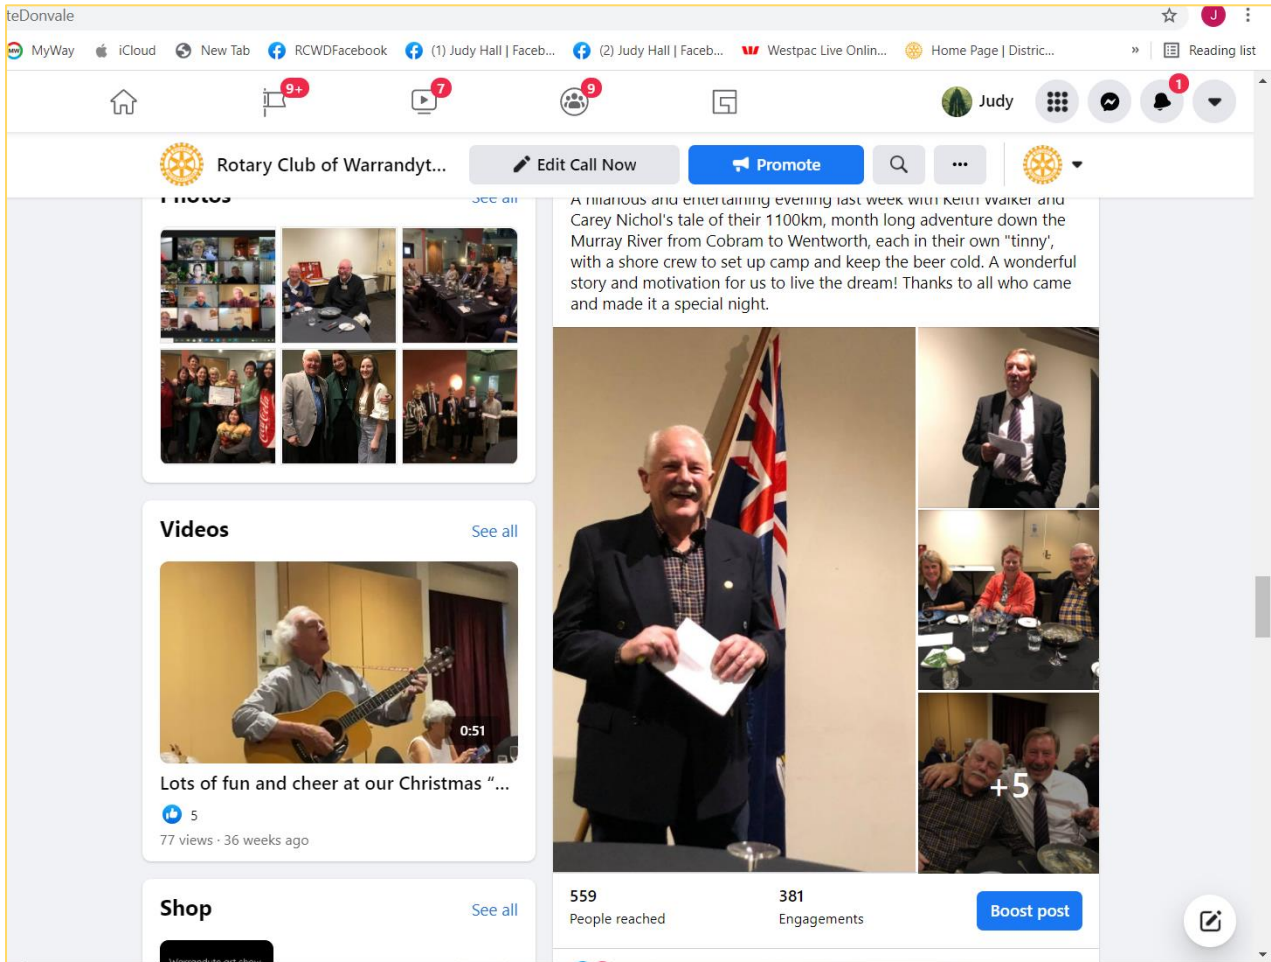 teDonvale
MyWay
iCloud
New Tab
RCWDFacebook
(1) Judy Hall | Faceb...
(2) Judy Hall | Faceb...
Westpac Live Onlin...
Home Page | Distric...
»
Reading list
9+
7
9
Judy
1
Rotary Club of Warrandyt...
Edit Call Now
Promote
Photos
See all
A hilarious and entertaining evening last week with Keith Walker and
Carey Nichol's tale of their 1100km, month long adventure down the
Murray River from Cobram to Wentworth, each in their own "tinny',
with a shore crew to set up camp and keep the beer cold. A wonderful
story and motivation for us to live the dream! Thanks to all who came
and made it a special night.
Videos
See all
0:51
Lots of fun and cheer at our Christmas “...
5
77 views · 36 weeks ago
+5
Shop
See all
559
People reached
381
Engagements
Boost post
Warrandyte art show